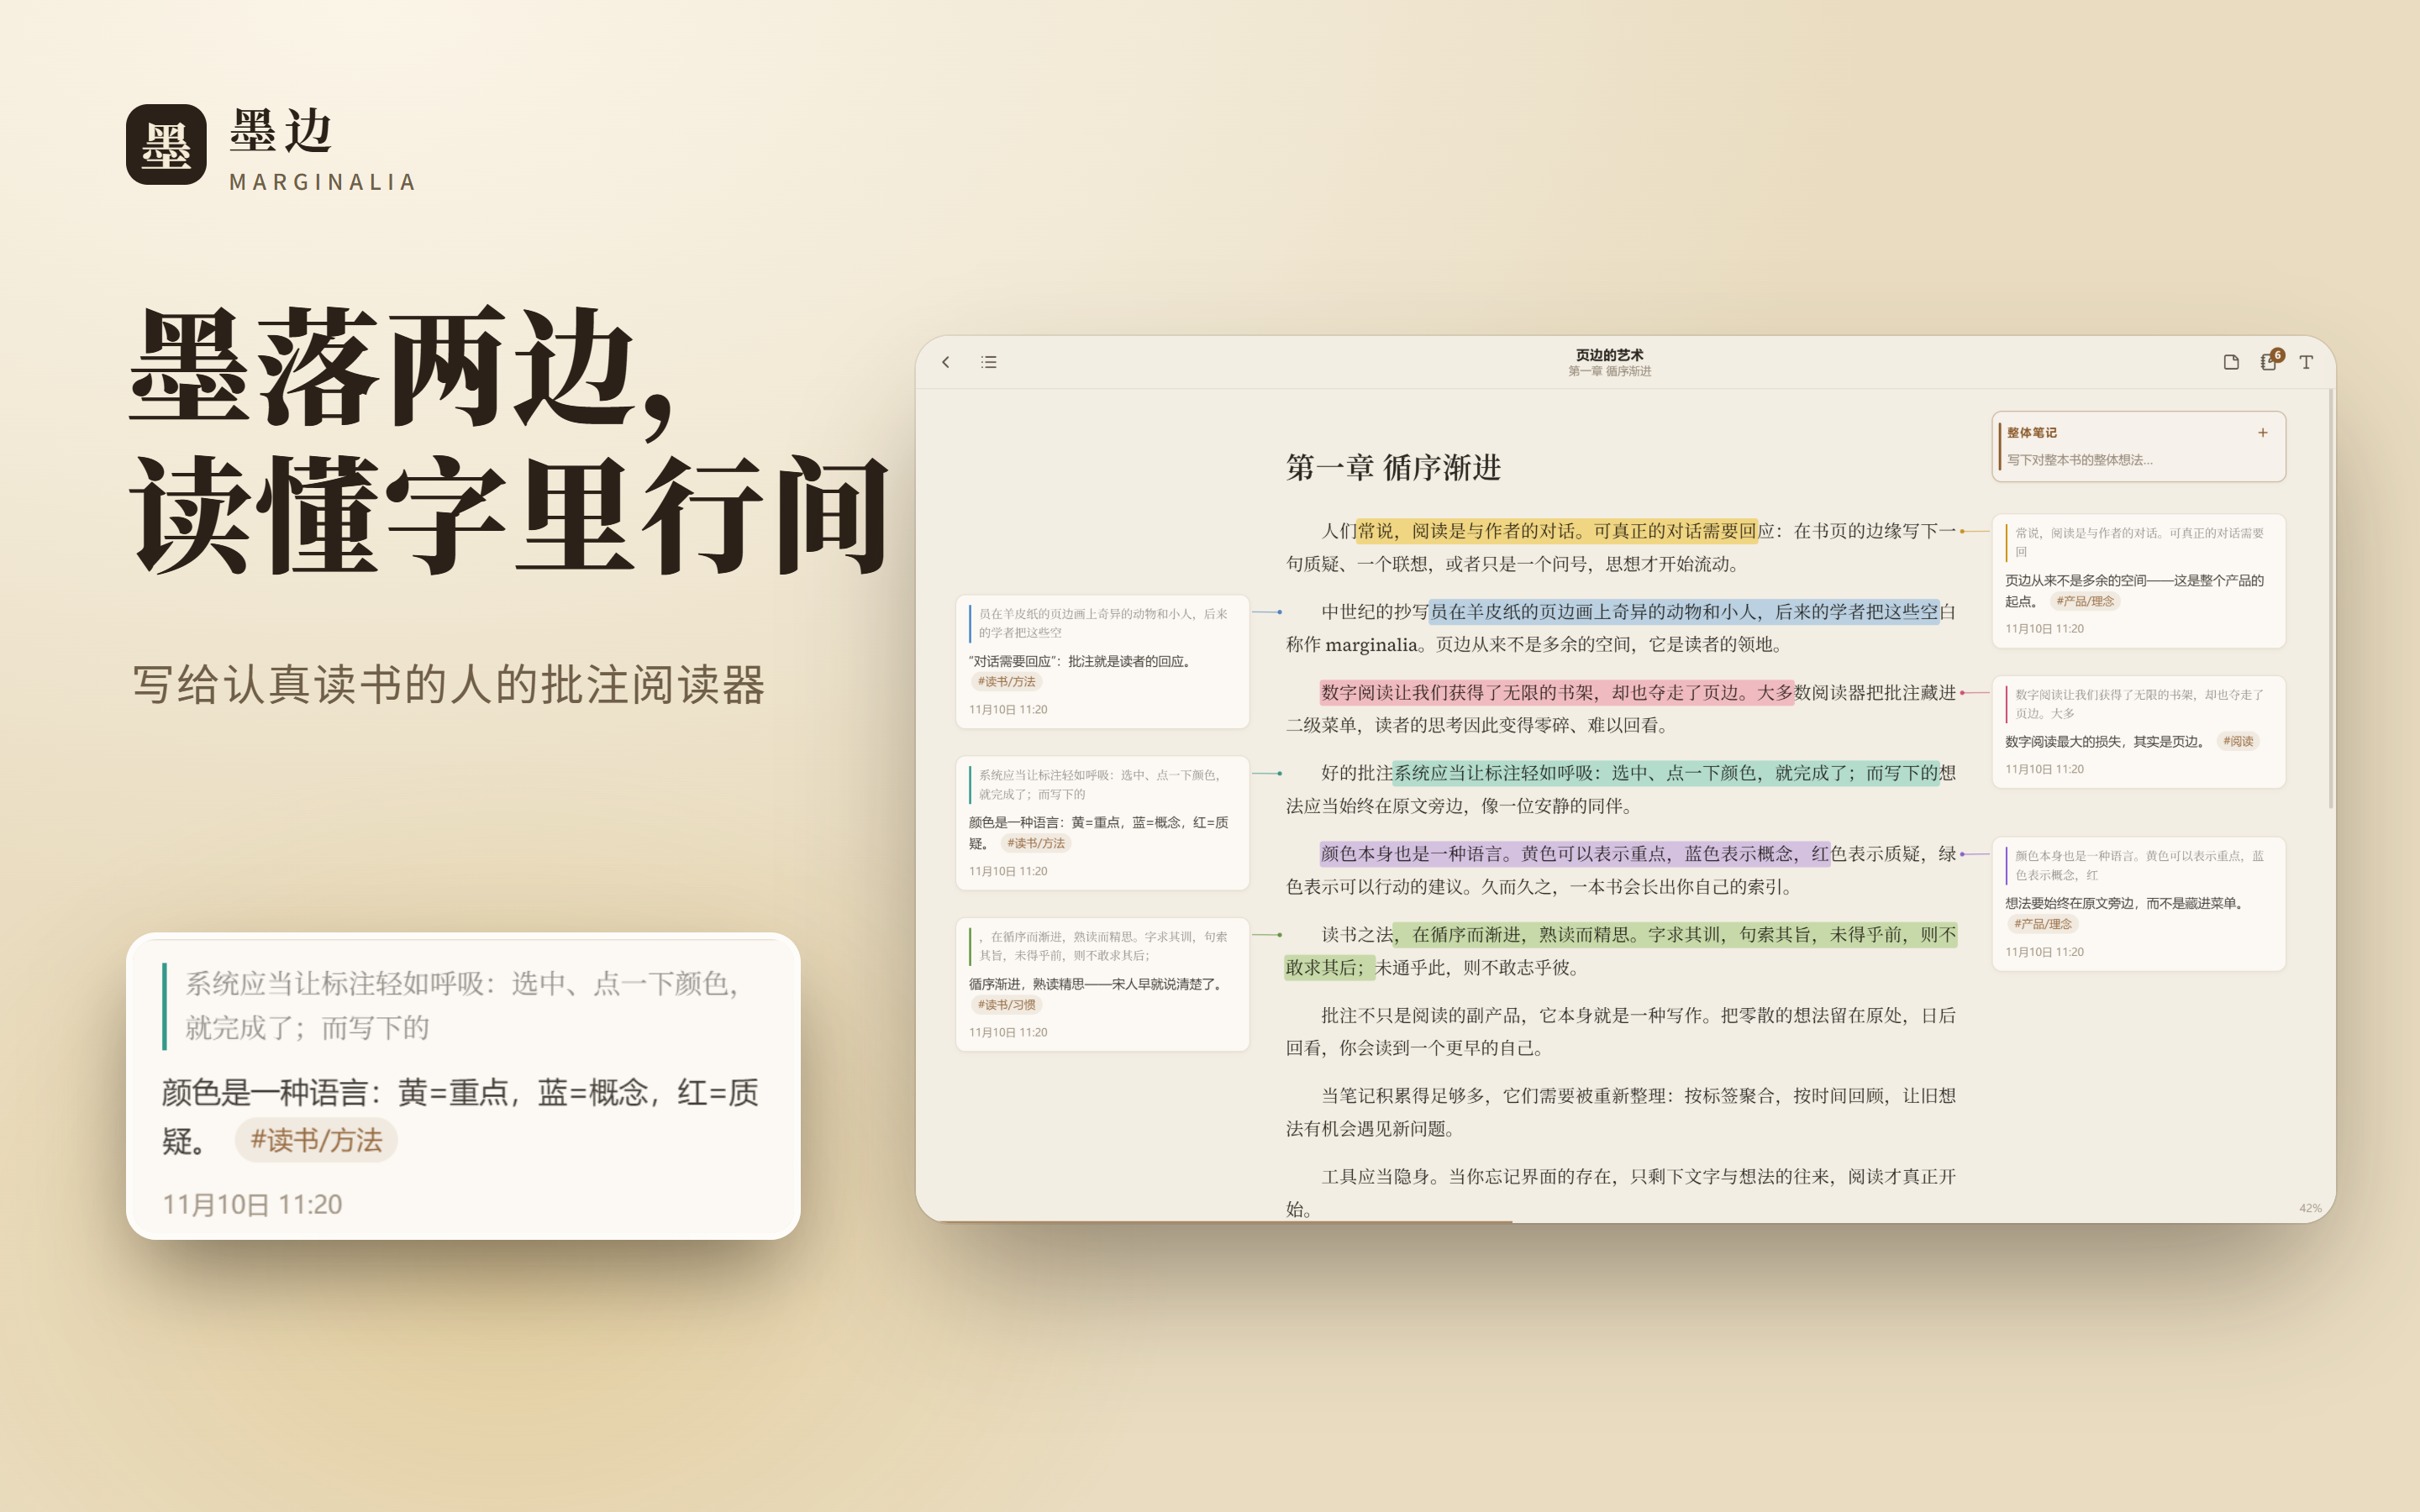 墨
墨边
MARGINALIA
墨落两边，
读懂字里行间
写给认真读书的人的批注阅读器
系统应当让标注轻如呼吸：选中、点一下颜色，
就完成了；而写下的
颜色是一种语言：黄=重点，蓝=概念，红=质
疑。 #读书/方法
11月10日 11:20
页边的艺术
第一章 循序渐进
6
员在羊皮纸的页边画上奇异的动物和小人，后来
的学者把这些空
“对话需要回应”：批注就是读者的回应。
#读书/方法
11月10日 11:20
系统应当让标注轻如呼吸：选中、点一下颜色，
就完成了；而写下的
颜色是一种语言：黄=重点，蓝=概念，红=质
疑。 #读书/方法
11月10日 11:20
，在循序而渐进，熟读而精思。字求其训，句索
其旨，未得乎前，则不敢求其后；
循序渐进，熟读精思——宋人早就说清楚了。
#读书/习惯
11月10日 11:20
第一章 循序渐进
人们常说，阅读是与作者的对话。可真正的对话需要回应：在书页的边缘写下一
句质疑、一个联想，或者只是一个问号，思想才开始流动。
中世纪的抄写员在羊皮纸的页边画上奇异的动物和小人，后来的学者把这些空白
称作 marginalia。页边从来不是多余的空间，它是读者的领地。
数字阅读让我们获得了无限的书架，却也夺走了页边。大多数阅读器把批注藏进
二级菜单，读者的思考因此变得零碎、难以回看。
好的批注系统应当让标注轻如呼吸：选中、点一下颜色，就完成了；而写下的想
法应当始终在原文旁边，像一位安静的同伴。
颜色本身也是一种语言。黄色可以表示重点，蓝色表示概念，红色表示质疑，绿
色表示可以行动的建议。久而久之，一本书会长出你自己的索引。
读书之法，在循序而渐进，熟读而精思。字求其训，句索其旨，未得乎前，则不
敢求其后；未通乎此，则不敢志乎彼。
批注不只是阅读的副产品，它本身就是一种写作。把零散的想法留在原处，日后
回看，你会读到一个更早的自己。
当笔记积累得足够多，它们需要被重新整理：按标签聚合，按时间回顾，让旧想
法有机会遇见新问题。
工具应当隐身。当你忘记界面的存在，只剩下文字与想法的往来，阅读才真正开
始。
整体笔记
写下对整本书的整体想法...
常说，阅读是与作者的对话。可真正的对话需要
回
页边从来不是多余的空间——这是整个产品的
起点。 #产品/理念
11月10日 11:20
数字阅读让我们获得了无限的书架，却也夺走了
页边。大多
数字阅读最大的损失，其实是页边。 #阅读
11月10日 11:20
颜色本身也是一种语言。黄色可以表示重点，蓝
色表示概念，红
想法要始终在原文旁边，而不是藏进菜单。
#产品/理念
11月10日 11:20
42%